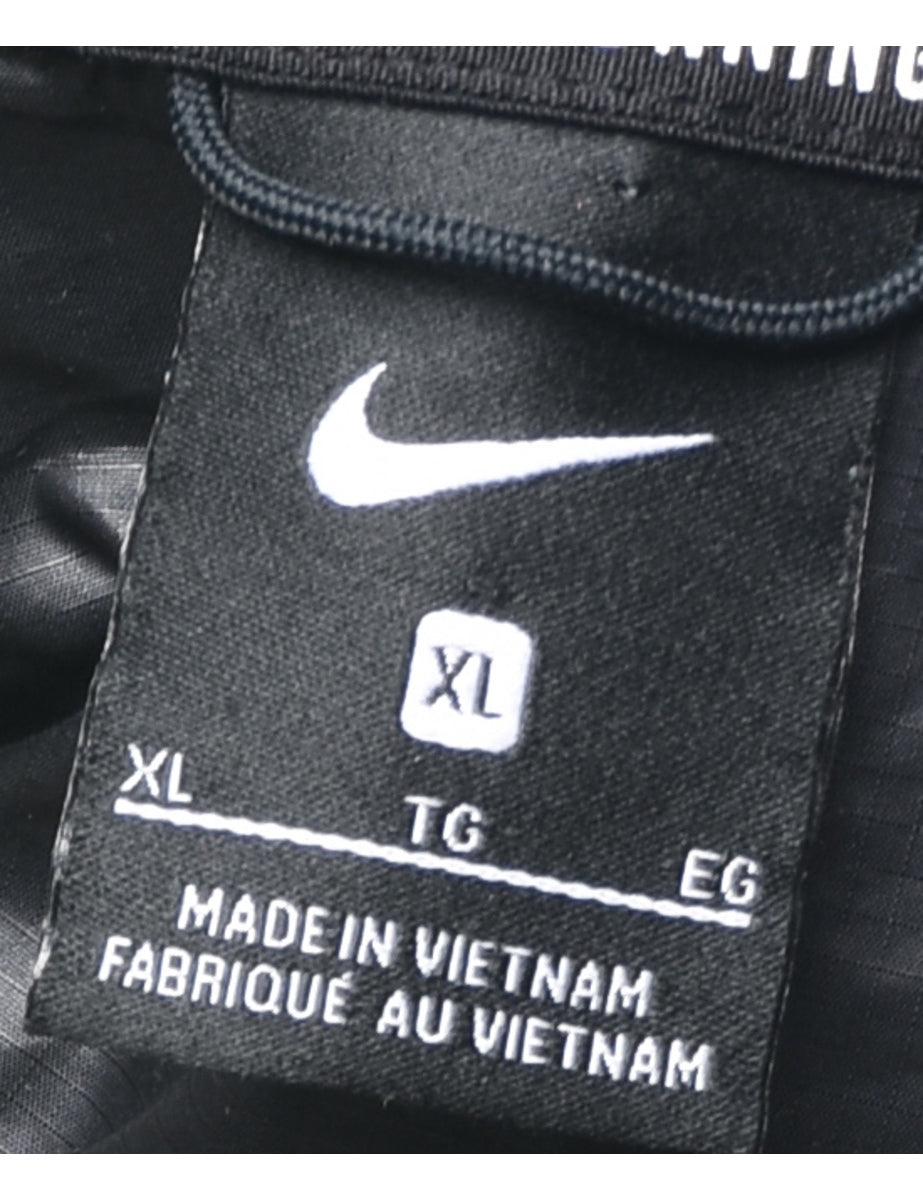 XL
XL TG EG
MADE IN VIETNAM
FABRIQUÉ AU VIETNAM